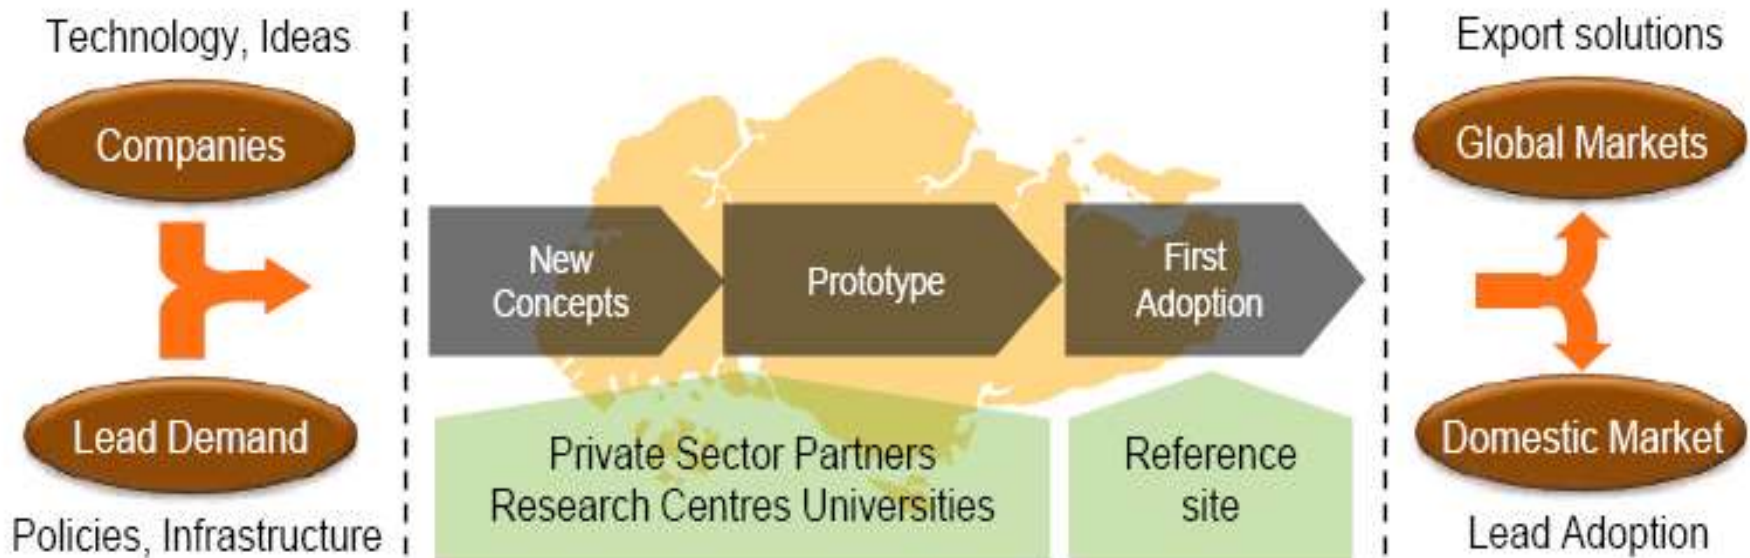 Technology, Ideas
Companies
Lead Demand
Policies, Infrastructure
New
Concepts
Prototype
First
Adoption
Private Sector Partners
Research Centres Universities
Reference
site
Export solutions
Global Markets
Domestic Market
Lead Adoption